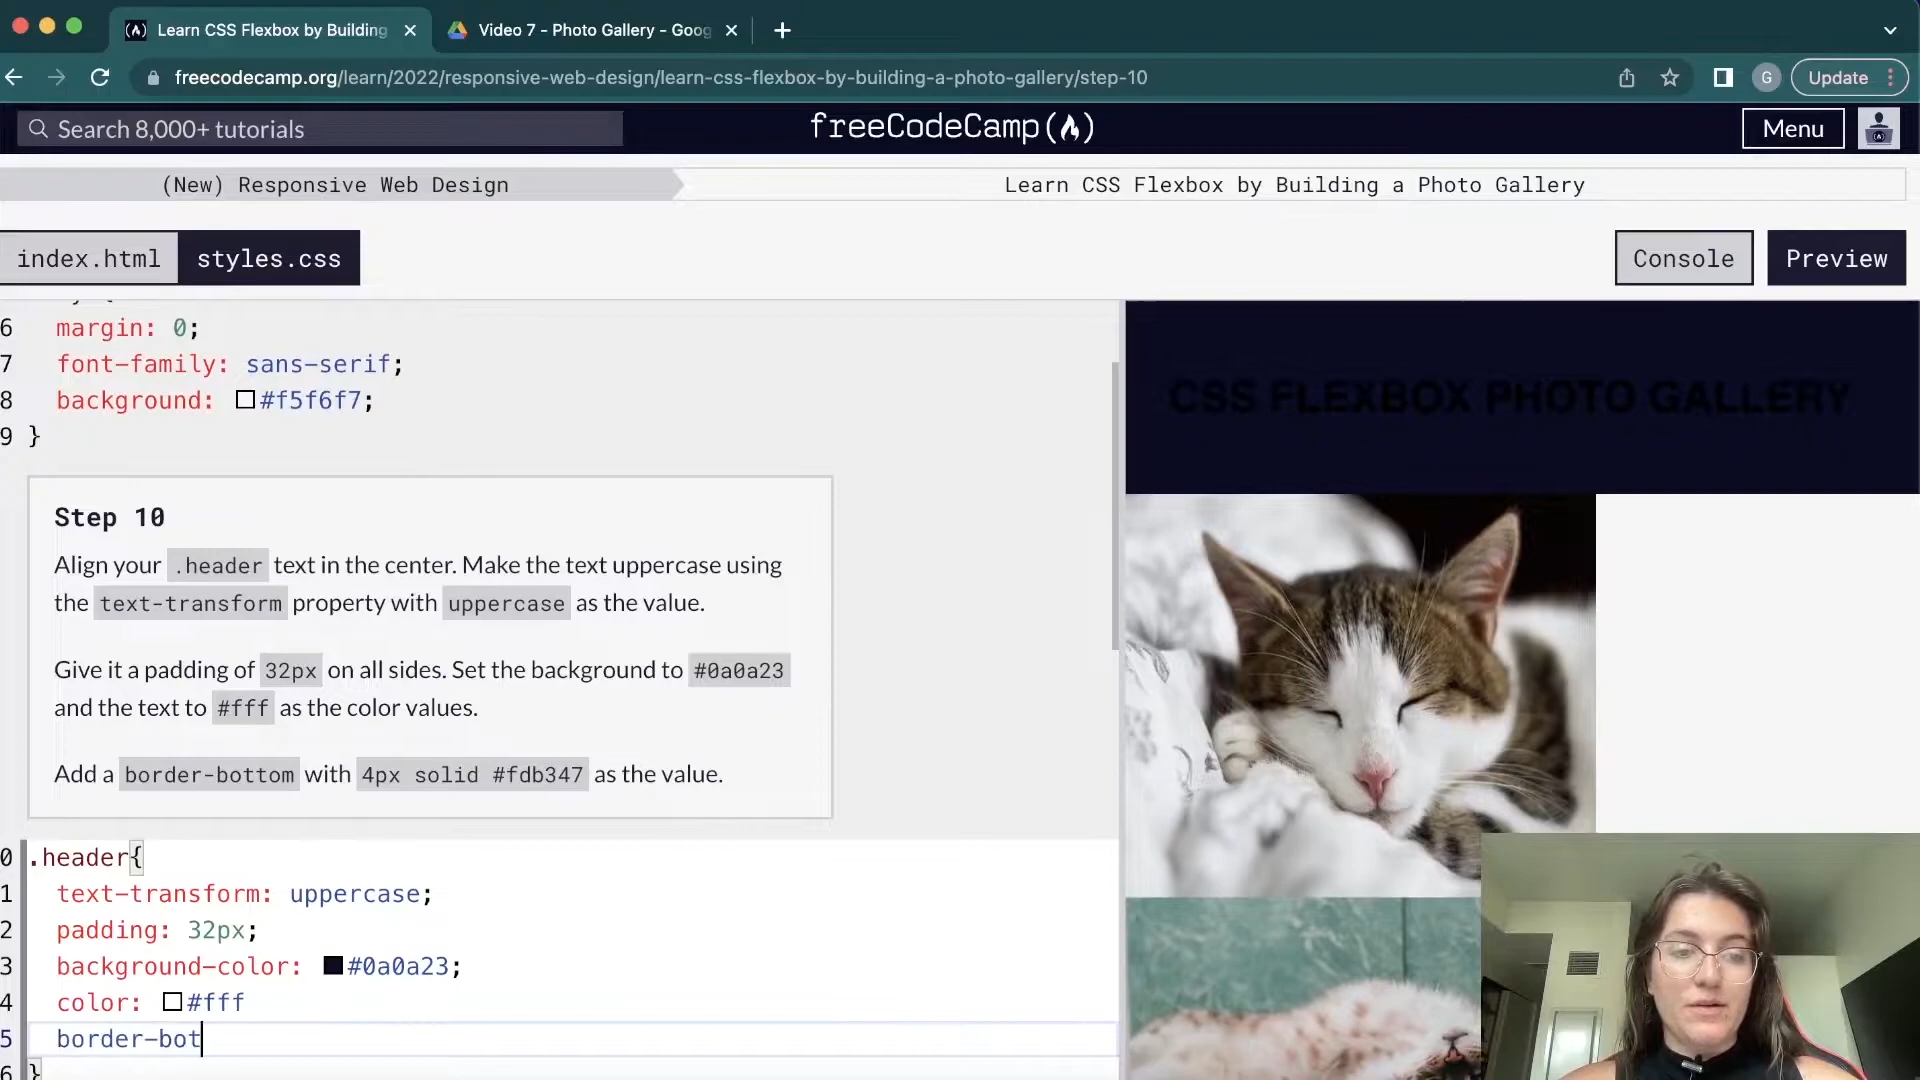 Learn CSS Flexbox by Building
Video 7 - Photo Gallery - Goog
freecodecamp.org/learn/2022/responsive-web-design/learn-css-flexbox-by-building-a-photo-gallery/step-10
G
Update
Search 8,000+ tutorials
freeCodeCamp
Menu
(New) Responsive Web Design
Learn CSS Flexbox by Building a Photo Gallery
index.html
styles.css
Console
Preview
6 margin: 0;
7 font-family: sans-serif;
8 background: #f5f6f7;
9 }
Step 10
Align your .header text in the center. Make the text uppercase using
the text-transform property with uppercase as the value.
Give it a padding of 32px on all sides. Set the background to #0a0a23
and the text to #fff as the color values.
Add a border-bottom with 4px solid #fdb347 as the value.
0 .header{
1 text-transform: uppercase;
2 padding: 32px;
3 background-color: #0a0a23;
4 color: #fff
5 border-bot
6 }
CSS FLEXBOX PHOTO GALLERY